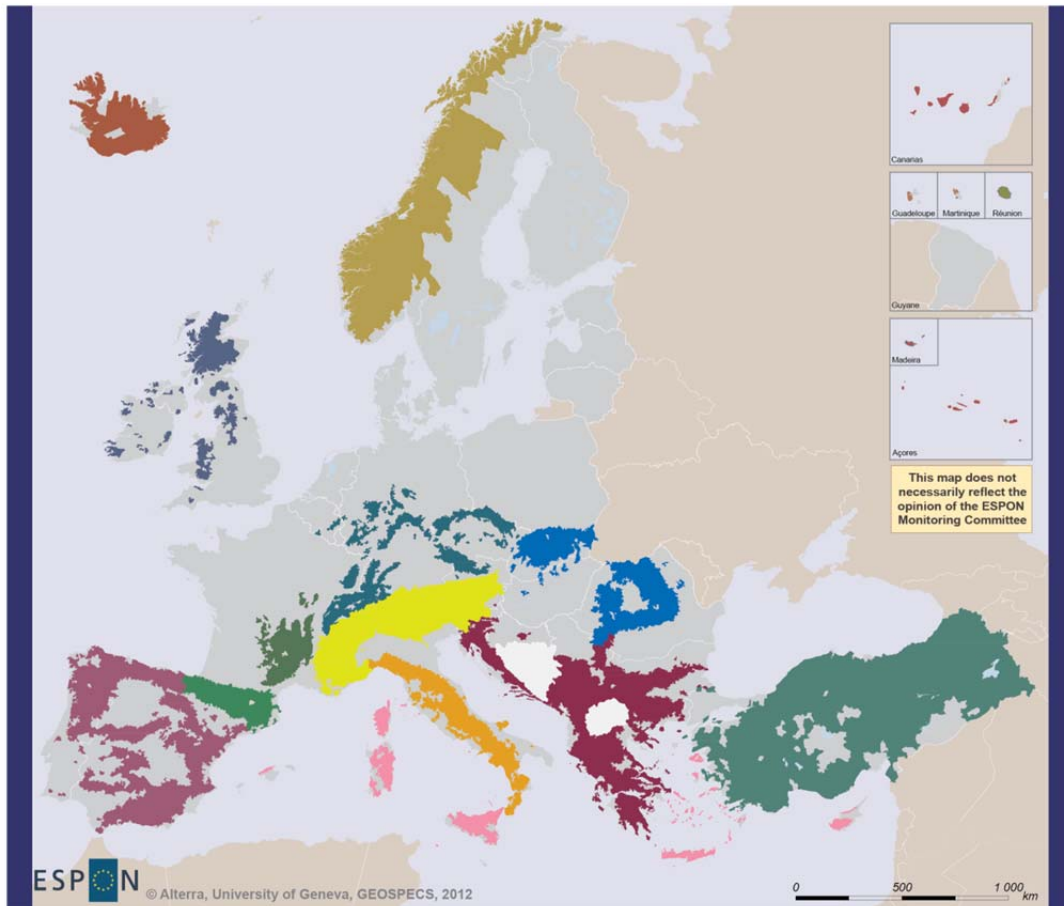 Canarias
Guadeloupe
Martinique
Réunion
Guyane
Madeira
Açores
This map does not
necessarily reflect the
opinion of the ESPON
Monitoring Committee
ESPON
© Alterra, University of Geneva, GEOSPECS, 2012
0 500 1 000
km